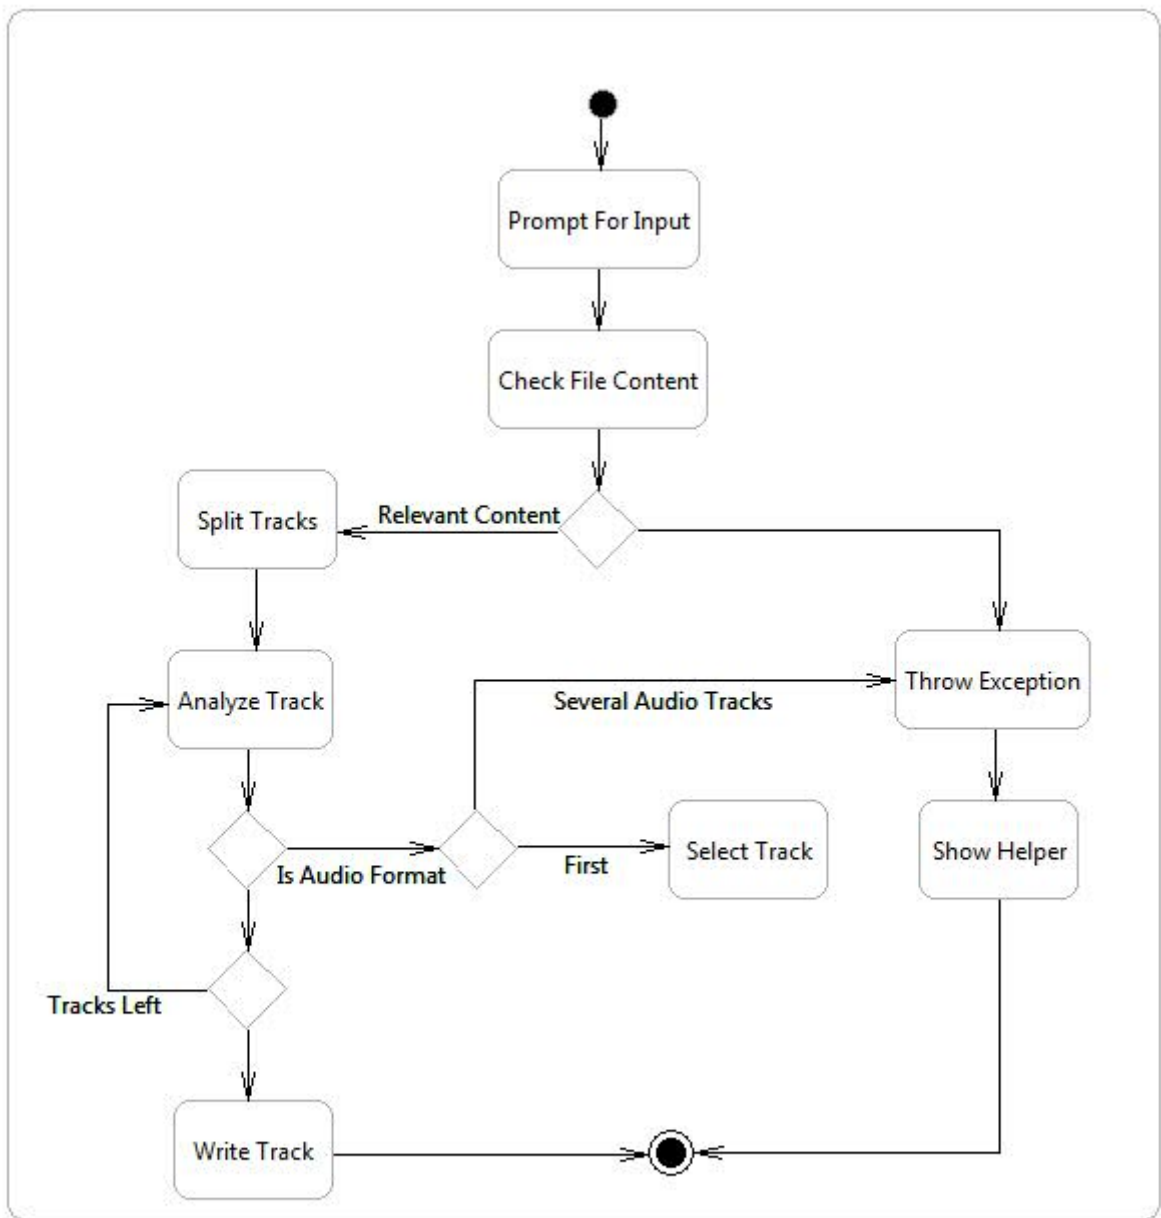 Prompt For Input
Check File Content
Split Tracks
Relevant Content
Analyze Track
Several Audio Tracks
Throw Exception
Is Audio Format
First
Select Track
Show Helper
Tracks Left
Write Track